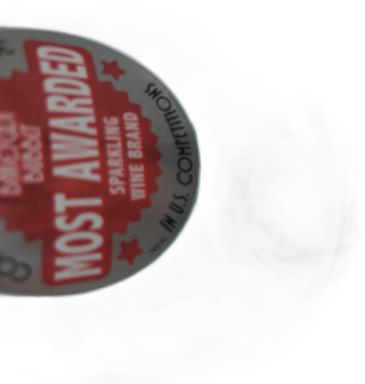 MOST AWARDED
SPARKLING
WINE BRAND
IN U.S. COMPETITIONS